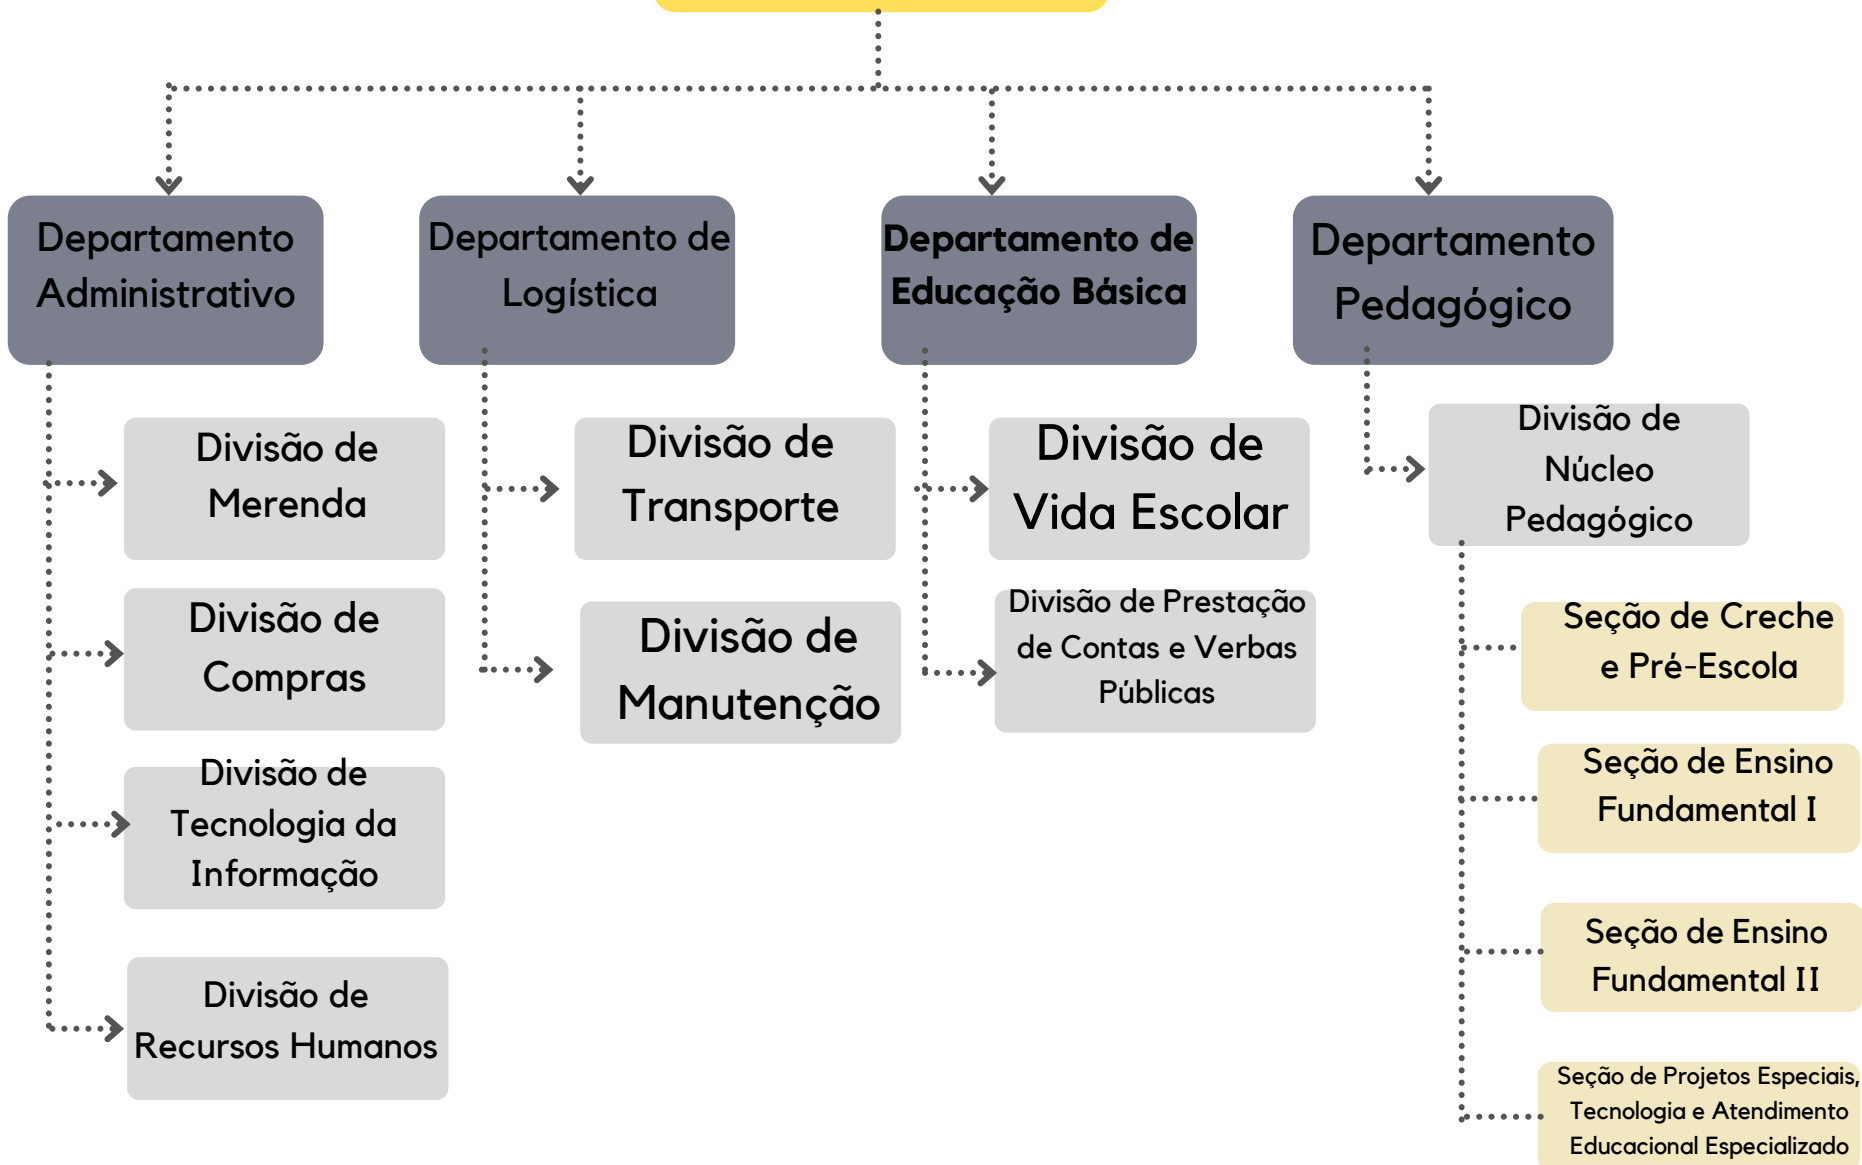 Departamento
Administrativo
Departamento de
Logística
Departamento de
Educação Básica
Departamento
Pedagógico
Divisão de
Merenda
Divisão de
Compras
Divisão de
Tecnologia da
Informação
Divisão de
Recursos Humanos
Divisão de
Transporte
Divisão de
Manutenção
Divisão de
Vida Escolar
Divisão de Prestação
de Contas e Verbas
Públicas
Divisão de
Núcleo
Pedagógico
Seção de Creche
e Pré-Escola
Seção de Ensino
Fundamental I
Seção de Ensino
Fundamental II
Seção de Projetos Especiais,
Tecnologia e Atendimento
Educacional Especializado